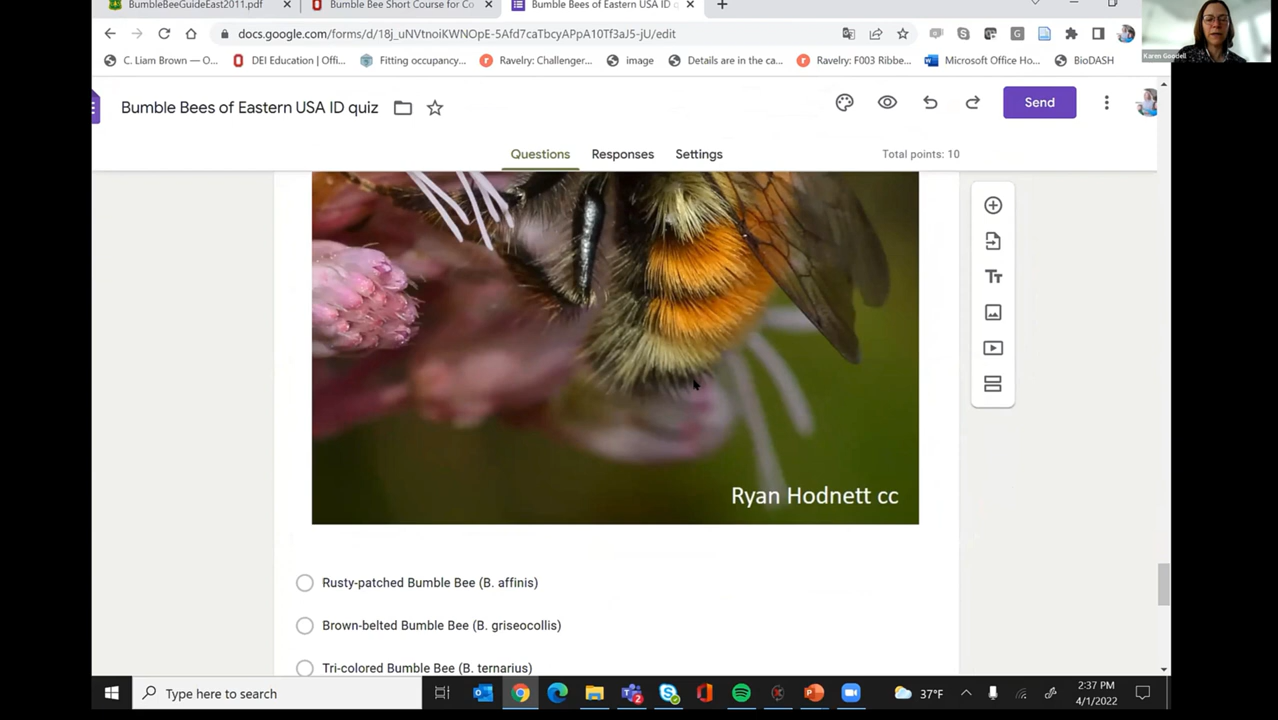 BumbleBeeGuideEast2011.pdf
Bumble Bee Short Course for Co
Bumble Bees of Eastern USA ID q
docs.google.com/forms/d/18j_uNVtnoiKWNOpE-5Afd7caTbcyAPpA10Tf3aJ5-jU/edit
C. Liam Brown — O...
DEI Education | Offi...
Fitting occupancy...
Ravelry: Challenger...
image
Details are in the ca...
Ravelry: F003 Ribbe...
Microsoft Office Ho...
BioDASH
Karen Goodell
Bumble Bees of Eastern USA ID quiz
Send
Questions
Responses
Settings
Total points: 10
Ryan Hodnett cc
Rusty-patched Bumble Bee (B. affinis)
Brown-belted Bumble Bee (B. griseocollis)
Tri-colored Bumble Bee (B. ternarius)
Type here to search
37°F
2:37 PM
4/1/2022